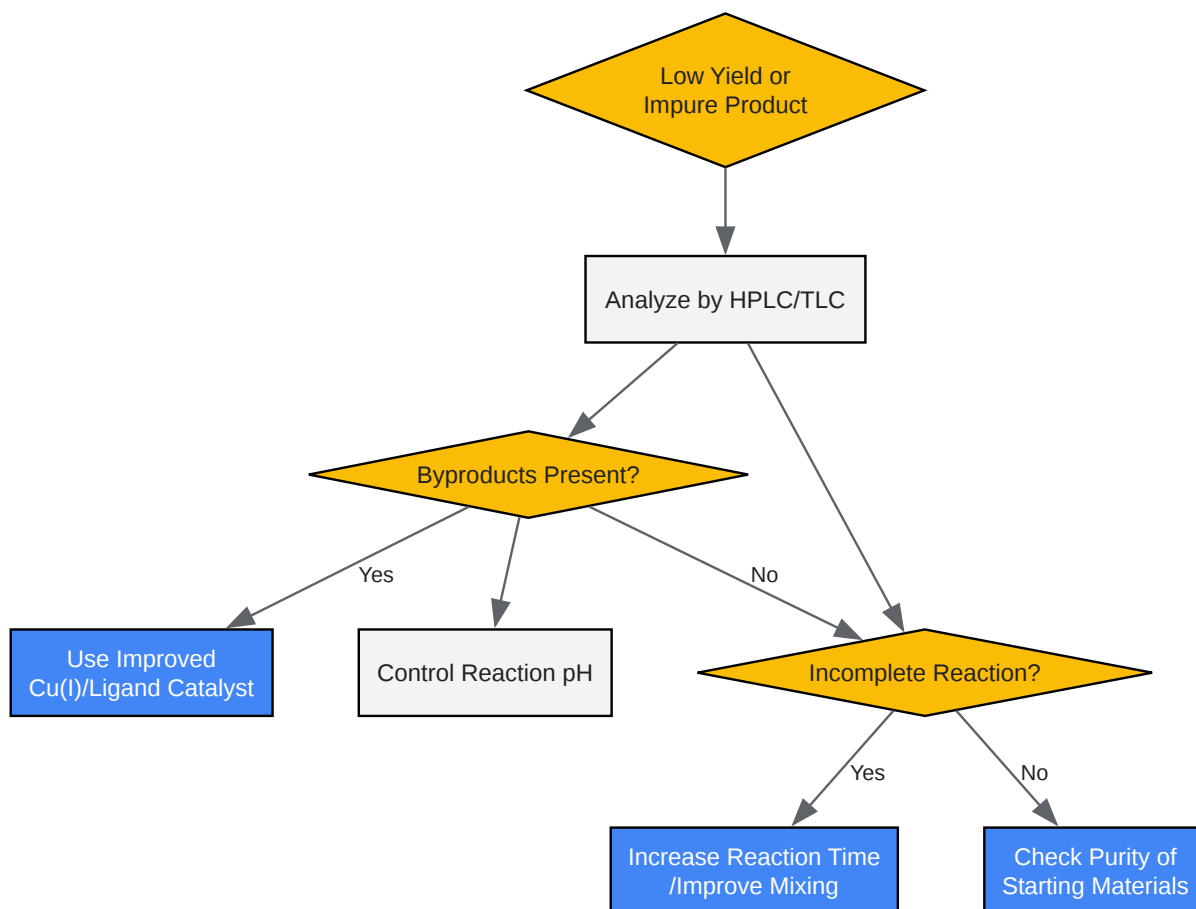 Low Yield or
Impure Product
Analyze by HPLC/TLC
Byproducts Present?
Yes
No
Use Improved
Cu(I)/Ligand Catalyst
Control Reaction pH
Incomplete Reaction?
Yes
No
Increase Reaction Time
/Improve Mixing
Check Purity of
Starting Materials